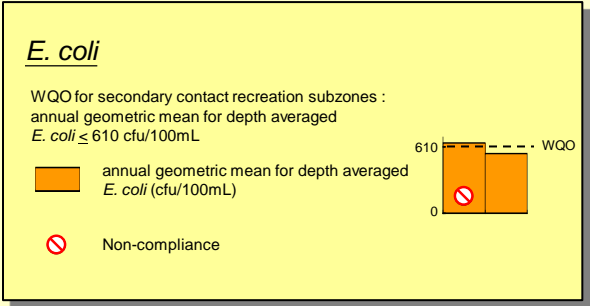 E. coli
WQO for secondary contact recreation subzones :
annual geometric mean for depth averaged
E. coli ≤ 610 cfu/100mL
annual geometric mean for depth averaged
E. coli (cfu/100mL)
Non-compliance
610
WQO
0